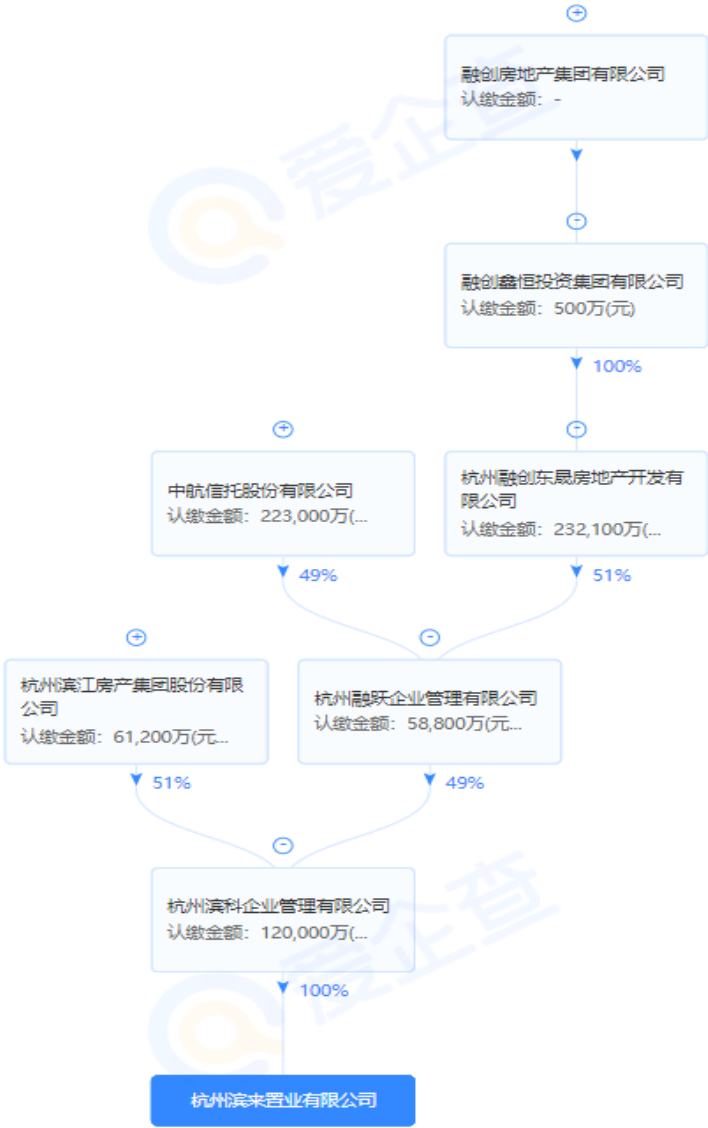 融创房地产集团有限公司
认缴金额：-
融创鑫恒投资集团有限公司
认缴金额：500万(元)
100%
中航信托股份有限公司
认缴金额：223,000万(...
49%
杭州融创东晟房地产开发有
限公司
认缴金额：232,100万(...
51%
杭州滨江房产集团股份有限
公司
认缴金额：61,200万(元...
51%
杭州融跃企业管理有限公司
认缴金额：58,800万(元...
49%
杭州滨科企业管理有限公司
认缴金额：120,000万(...
100%
杭州滨来置业有限公司
爱企查
爱企查